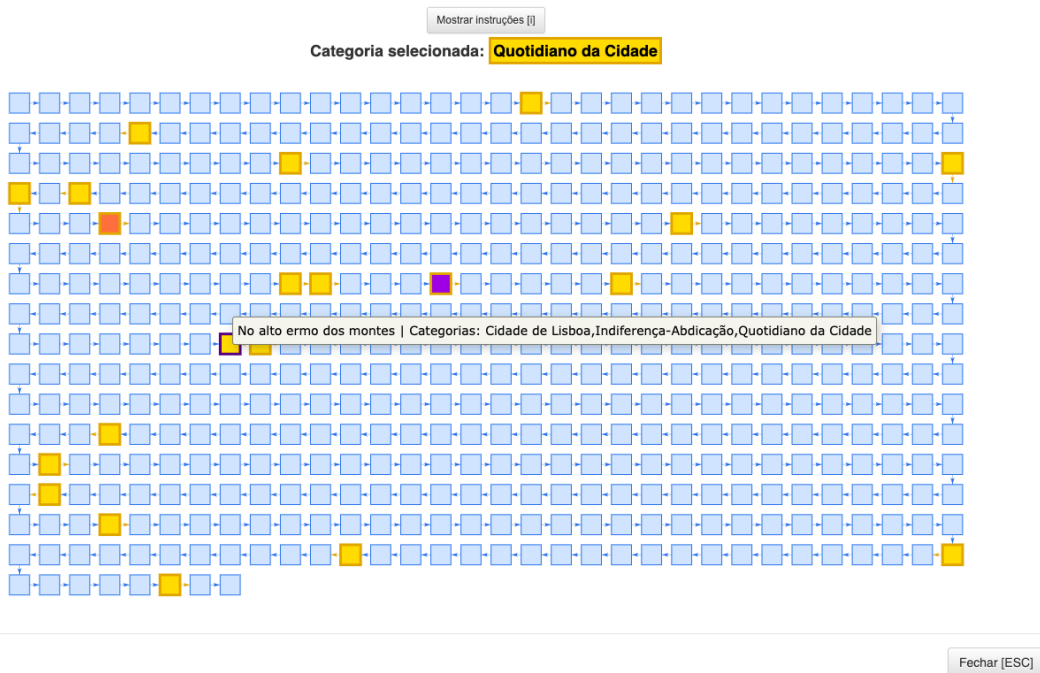 Mostrar instruções [i]
Categoria selecionada: Quotidiano da Cidade
No alto ermo dos montes | Categorias: Cidade de Lisboa,Indiferença-Abdicação,Quotidiano da Cidade
Fechar [ESC]